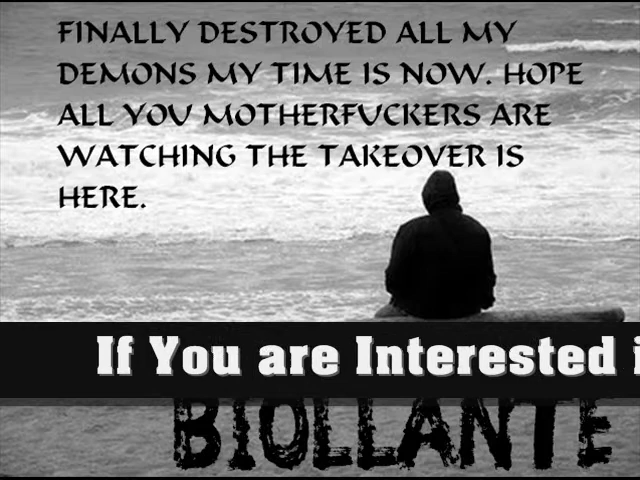 FINALLY DESTROYED ALL MY
DEMONS MY TIME IS NOW. HOPE
ALL YOU MOTHERFUCKERS ARE
WATCHING THE TAKEOVER IS
HERE.
If You are Interested i
BIOLLANTE